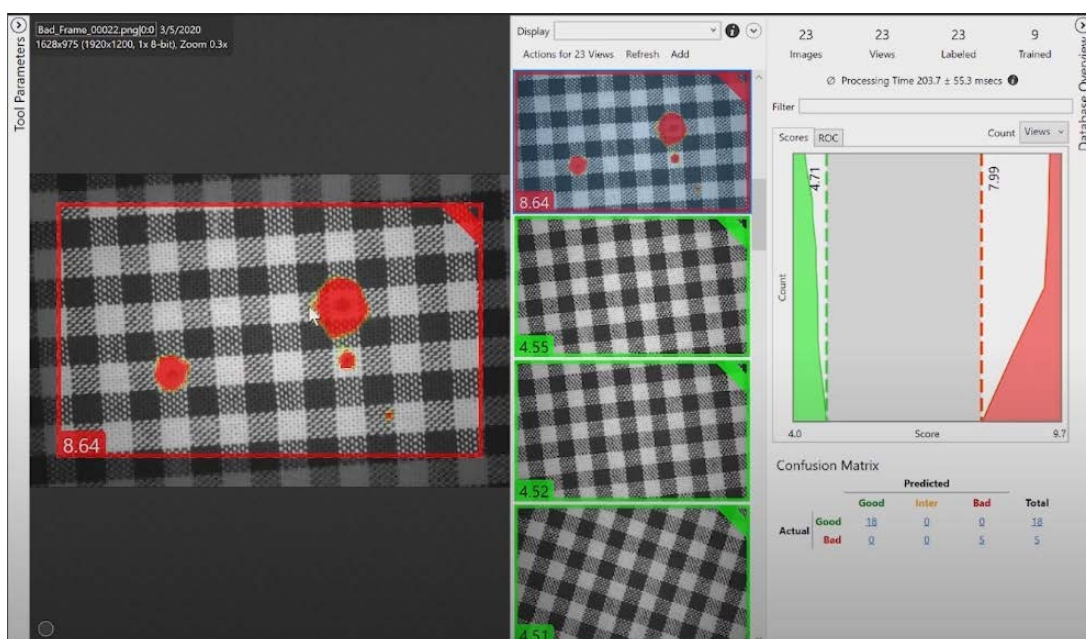 Tool Parameters
Bad_Frame_00022.png|0:0 3/5/2020
1628x975 (1920x1200, 1x 8-bit), Zoom 0.3x
8.64
Display
Actions for 23 Views Refresh Add
8.64
4.55
4.52
4.51
23 23 23 9
Images Views Labeled Trained
∅ Processing Time 203.7 ± 55.3 msecs
Filter
Scores ROC Count Views
4.71 7.99
Count
4.0 Score 9.7
Confusion Matrix
Predicted
Good Inter Bad Total
Actual Good 18 0 0 18
Bad 0 0 5 5
Database Overview